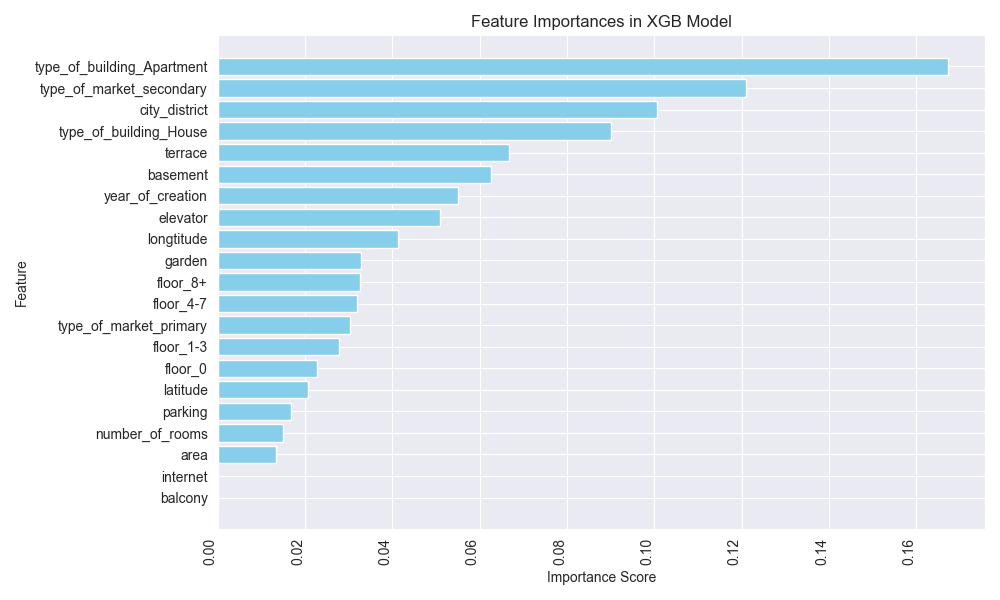 Feature Importances in XGB Model
Feature
type_of_building_Apartment
type_of_market_secondary
city_district
type_of_building_House
terrace
basement
year_of_creation
elevator
longtitude
garden
floor_8+
floor_4-7
type_of_market_primary
floor_1-3
floor_0
latitude
parking
number_of_rooms
area
internet
balcony
0.00 0.02 0.04 0.06 0.08 0.10 0.12 0.14 0.16
Importance Score